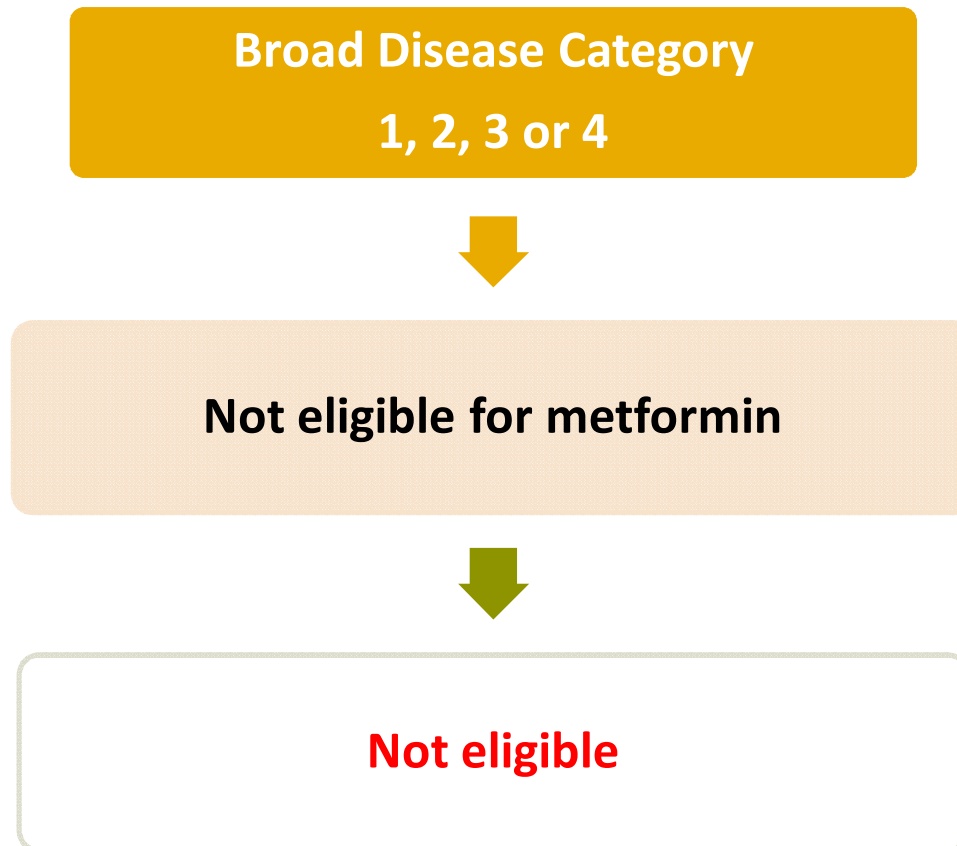 Broad Disease Category
1, 2, 3 or 4
Not eligible for metformin
Not eligible